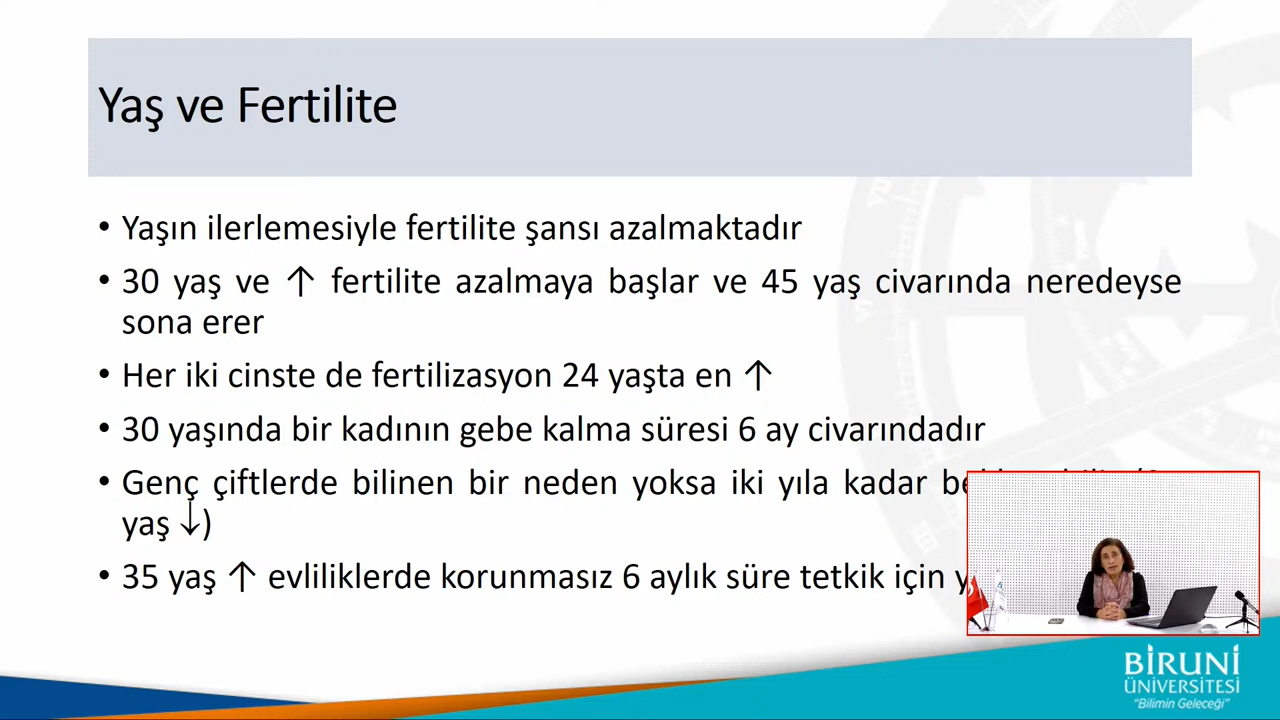 Yaş ve Fertilite
• Yaşın ilerlemesiyle fertilite şansı azalmaktadır
• 30 yaş ve ↑ fertilite azalmaya başlar ve 45 yaş civarında neredeyse
sona erer
• Her iki cinste de fertilizasyon 24 yaşta en ↑
• 30 yaşında bir kadının gebe kalma süresi 6 ay civarındadır
• Genç çiftlerde bilinen bir neden yoksa iki yıla kadar
yaş ↓)
• 35 yaş ↑ evliliklerde korunmasız 6 aylık süre tetkik için
BİRUNİ
ÜNİVERSİTESİ
"Bilimin Geleceği"